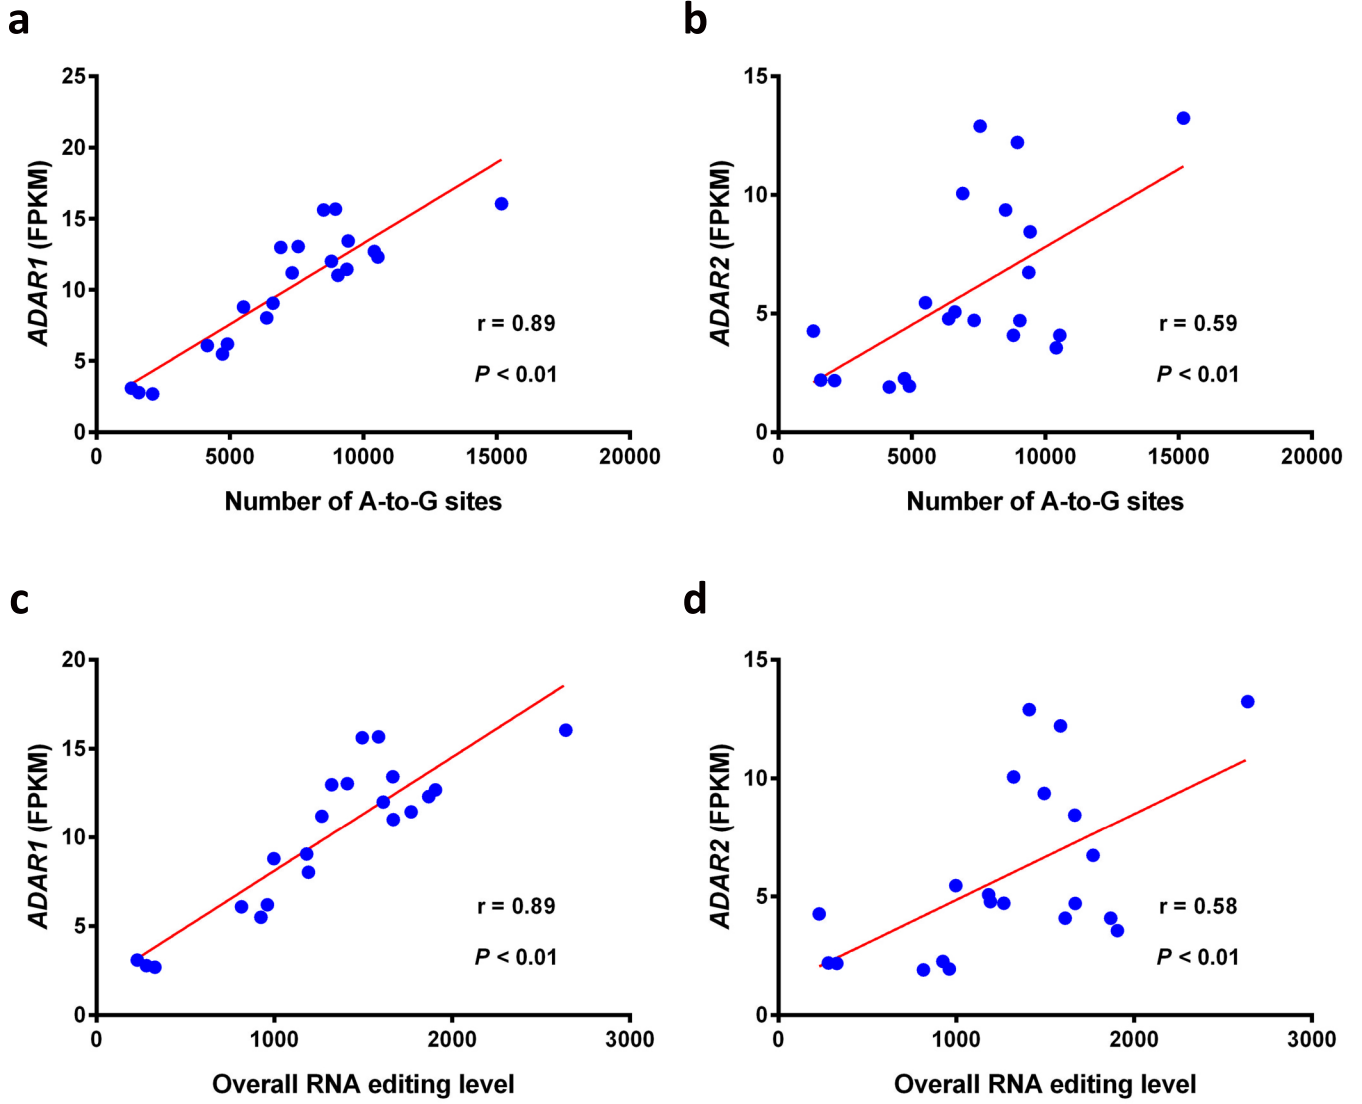 a
25
20
15
10
5
0
ADAR1 (FPKM)
r = 0.89
P < 0.01
0 5000 10000 15000 20000
Number of A-to-G sites
b
15
10
5
0
ADAR2 (FPKM)
r = 0.59
P < 0.01
0 5000 10000 15000 20000
Number of A-to-G sites
c
20
15
10
5
0
ADAR1 (FPKM)
r = 0.89
P < 0.01
0 1000 2000 3000
Overall RNA editing level
d
15
10
5
0
ADAR2 (FPKM)
r = 0.58
P < 0.01
0 1000 2000 3000
Overall RNA editing level